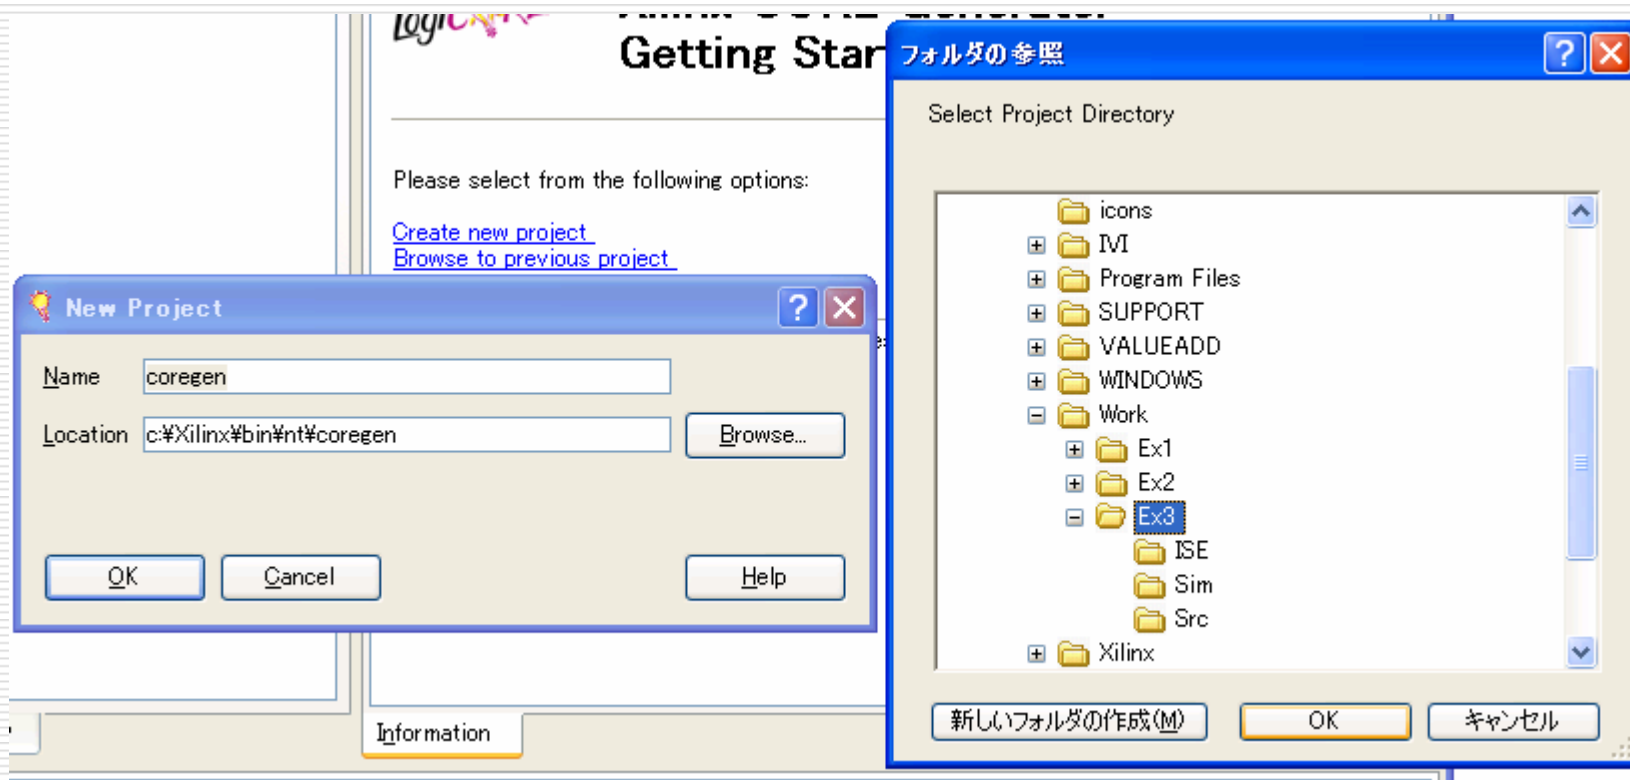 LogiCORE
Getting Star
Please select from the following options:
Create new project
Browse to previous project
New Project
Name coregen
Location c:¥Xilinx¥bin¥nt¥coregen Browse...
OK Cancel Help
Information
フォルダの参照
Select Project Directory
icons
IVI
Program Files
SUPPORT
VALUEADD
WINDOWS
Work
Ex1
Ex2
Ex3
ISE
Sim
Src
Xilinx
新しいフォルダの作成(M) OK キャンセル